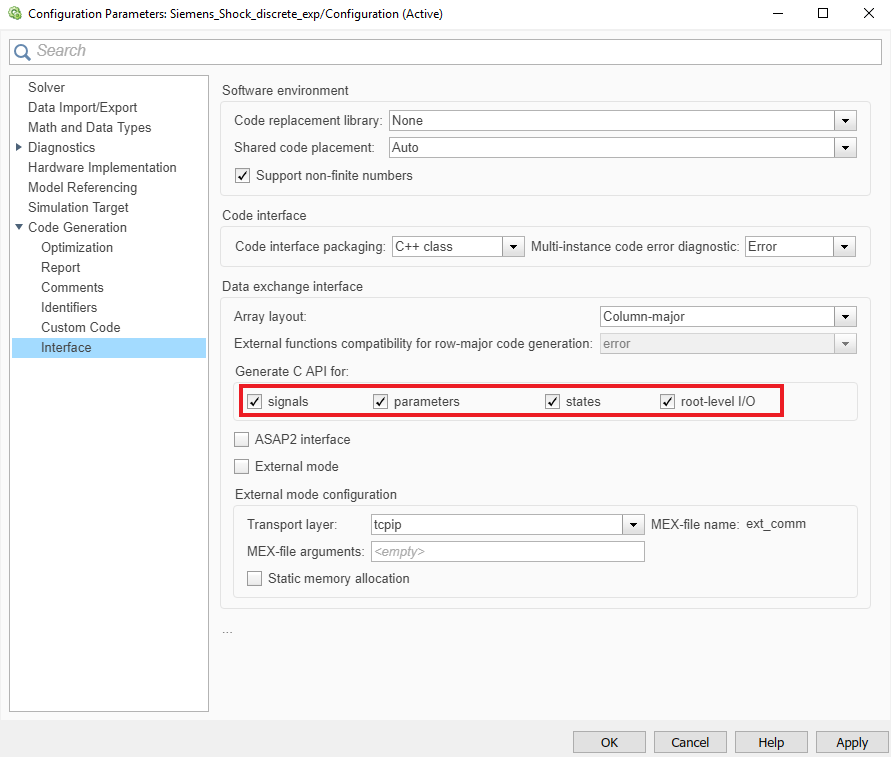 Configuration Parameters: Siemens_Shock_discrete_exp/Configuration (Active)
Search
Solver
Data Import/Export
Math and Data Types
Diagnostics
Hardware Implementation
Model Referencing
Simulation Target
Code Generation
Optimization
Report
Comments
Identifiers
Custom Code
Interface
Software environment
Code replacement library: None
Shared code placement: Auto
Support non-finite numbers
Code interface
Code interface packaging: C++ class Multi-instance code error diagnostic: Error
Data exchange interface
Array layout: Column-major
External functions compatibility for row-major code generation: error
Generate C API for:
signals parameters states root-level I/O
ASAP2 interface
External mode
External mode configuration
Transport layer: tcpip MEX-file name: ext_comm
MEX-file arguments: <empty>
Static memory allocation
...
OK Cancel Help Apply